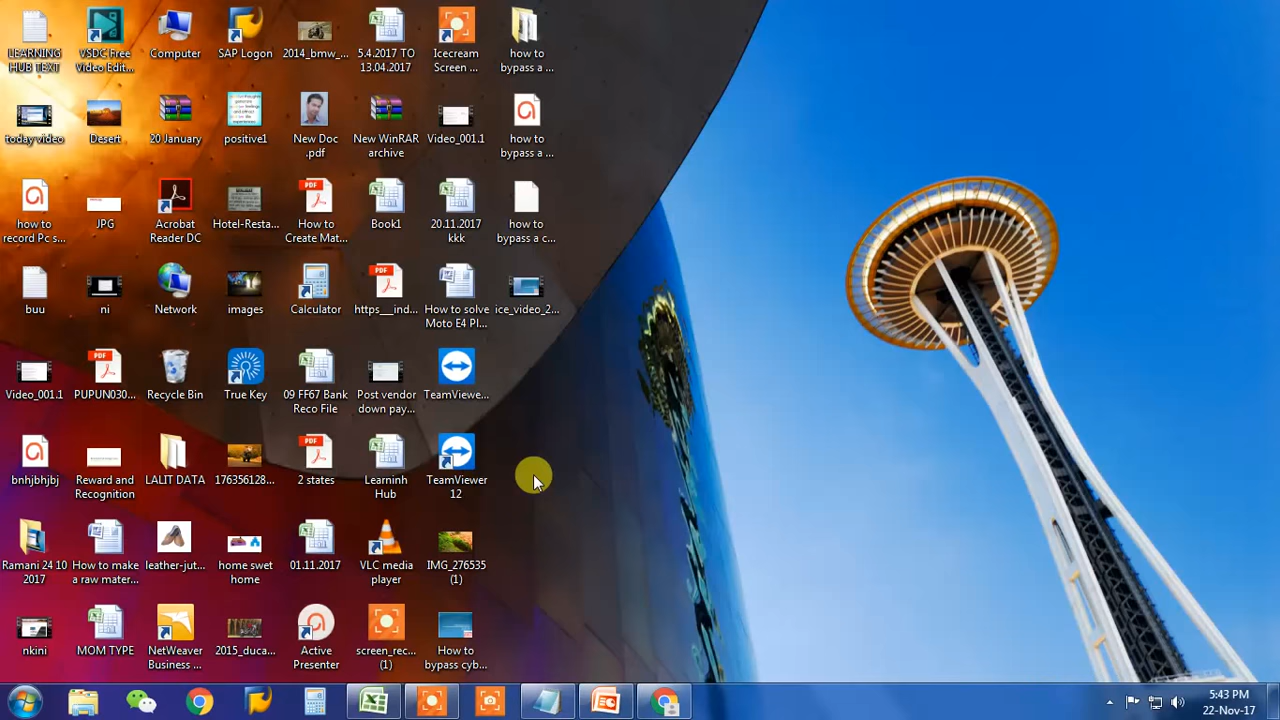 LEARNING
HUB TEXT
VSDC Free
Video Edit...
Computer
SAP Logon
2014_bmw_...
5.4.2017 TO
13.04.2017
Icecream
Screen ...
how to
bypass a ...
today video
Desert
20 January
positive1
New Doc
.pdf
New WinRAR
archive
Video_001.1
how to
bypass a ...
how to
record Pc s...
JPG
Acrobat
Reader DC
Hotel-Resta...
PDF
How to
Create Mat...
Book1
20.11.2017
kkk
how to
bypass a c...
buu
ni
Network
images
Calculator
PDF
https___ind...
How to solve
Moto E4 Pl...
ice_video_2...
Video_001.1
PDF
PUPUN030...
Recycle Bin
True Key
09 FF67 Bank
Reco File
Post vendor
down pay...
TeamViewe...
bnhjbhjbj
Reward and
Recognition
LALIT DATA
176356128...
PDF
2 states
Learninh
Hub
TeamViewer
12
Ramani 24 10
2017
How to make
a raw mater...
leather-jut...
home swet
home
01.11.2017
VLC media
player
IMG_276535
(1)
nkini
MOM TYPE
NetWeaver
Business ...
2015_duca...
Active
Presenter
screen_rec...
(1)
How to
bypass cyb...
5:43 PM
22-Nov-17